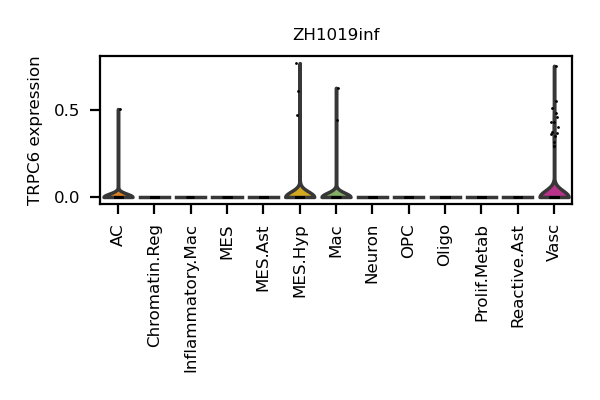 ZH1019inf
TRPC6 expression
0.5
0.0
AC
Chromatin.Reg
Inflammatory.Mac
MES
MES.Ast
MES.Hyp
Mac
Neuron
OPC
Oligo
Prolif.Metab
Reactive.Ast
Vasc